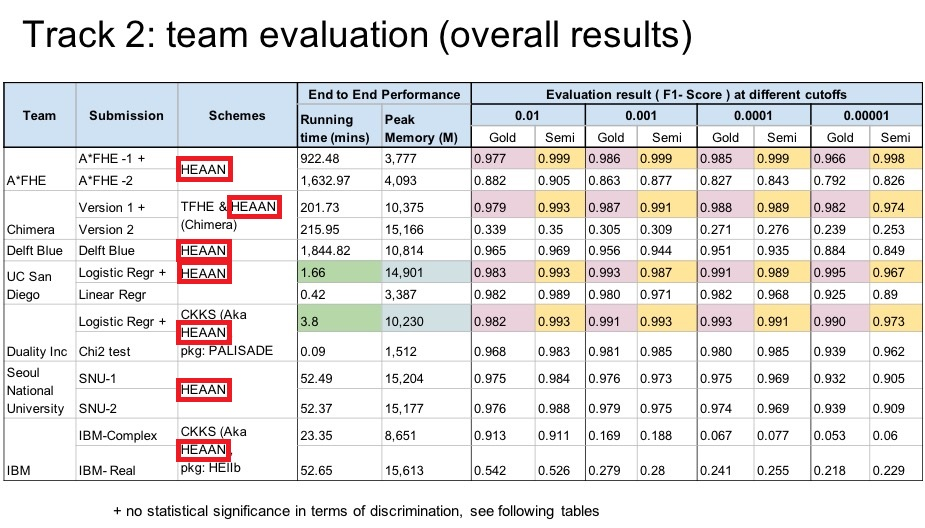 Track 2: team evaluation (overall results)
Team Submission Schemes End to End Performance Evaluation result ( F1- Score ) at different cutoffs
Running time (mins) Peak Memory (M) 0.01 0.001 0.0001 0.00001
Gold Semi Gold Semi Gold Semi Gold Semi
A*FHE A*FHE -1 + HEAAN 922.48 3,777 0.977 0.999 0.986 0.999 0.985 0.999 0.966 0.998
A*FHE -2 1,632.97 4,093 0.882 0.905 0.863 0.877 0.827 0.843 0.792 0.826
Chimera Version 1 + TFHE & HEAAN (Chimera) 201.73 10,375 0.979 0.993 0.987 0.991 0.988 0.989 0.982 0.974
Version 2 215.95 15,166 0.339 0.35 0.305 0.309 0.271 0.276 0.239 0.253
Delft Blue Delft Blue HEAAN 1,844.82 10,814 0.965 0.969 0.956 0.944 0.951 0.935 0.884 0.849
UC San Diego Logistic Regr + HEAAN 1.66 14,901 0.983 0.993 0.993 0.987 0.991 0.989 0.995 0.967
Linear Regr 0.42 3,387 0.982 0.989 0.980 0.971 0.982 0.968 0.925 0.89
Duality Inc Logistic Regr + CKKS (Aka HEAAN pkg: PALISADE 3.8 10,230 0.982 0.993 0.991 0.993 0.993 0.991 0.990 0.973
Chi2 test 0.09 1,512 0.968 0.983 0.981 0.985 0.980 0.985 0.939 0.962
Seoul National University SNU-1 HEAAN 52.49 15,204 0.975 0.984 0.976 0.973 0.975 0.969 0.932 0.905
SNU-2 52.37 15,177 0.976 0.988 0.979 0.975 0.974 0.969 0.939 0.909
IBM IBM-Complex CKKS (Aka HEAAN, pkg: HEllb 23.35 8,651 0.913 0.911 0.169 0.188 0.067 0.077 0.053 0.06
IBM- Real 52.65 15,613 0.542 0.526 0.279 0.28 0.241 0.255 0.218 0.229
+ no statistical significance in terms of discrimination, see following tables